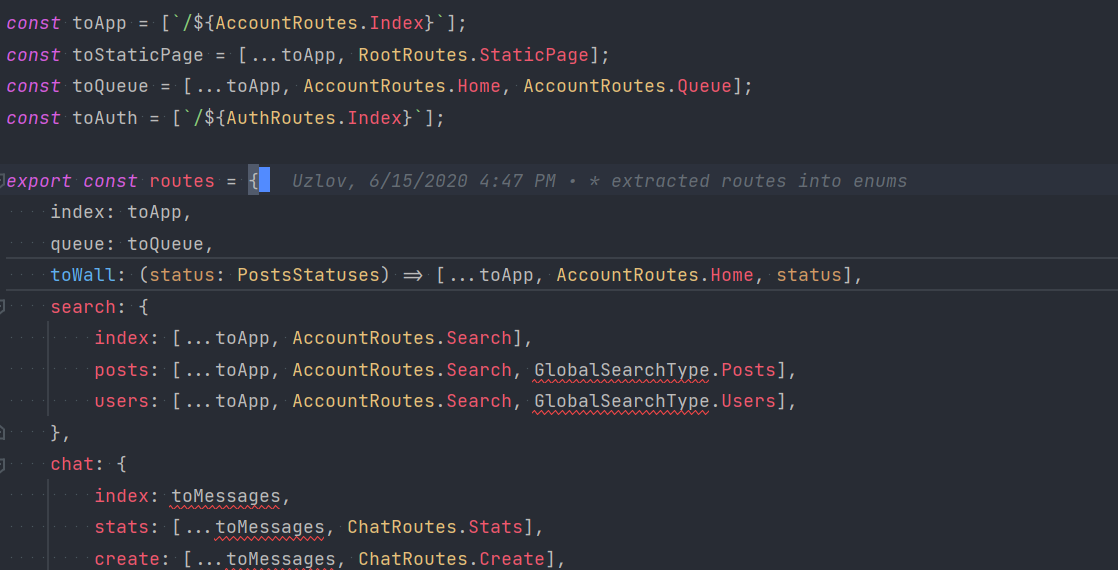 const toApp = [`/${AccountRoutes.Index}`];
const toStaticPage = [...toApp, RootRoutes.StaticPage];
const toQueue = [...toApp, AccountRoutes.Home, AccountRoutes.Queue];
const toAuth = [`/${AuthRoutes.Index}`];
export const routes = { Uzlov, 6/15/2020 4:47 PM • * extracted routes into enums
index: toApp,
queue: toQueue,
toWall: (status: PostsStatuses) => [...toApp, AccountRoutes.Home, status],
search: {
index: [...toApp, AccountRoutes.Search],
posts: [...toApp, AccountRoutes.Search, GlobalSearchType.Posts],
users: [...toApp, AccountRoutes.Search, GlobalSearchType.Users],
},
chat: {
index: toMessages,
stats: [...toMessages, ChatRoutes.Stats],
create: [...toMessages, ChatRoutes.Create],